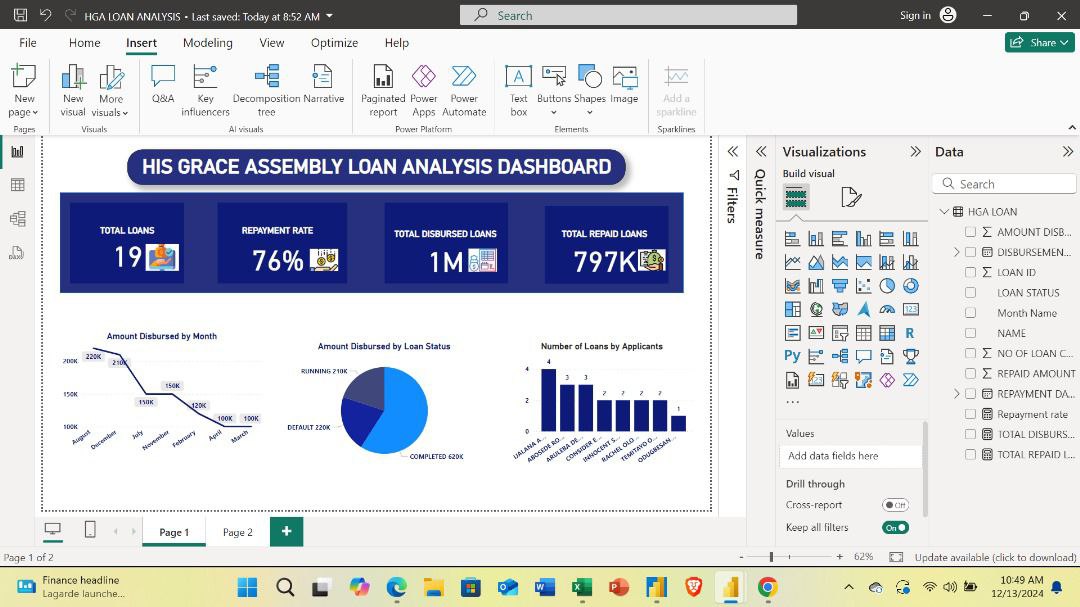 HGA LOAN ANALYSIS • Last saved: Today at 8:52 AM
Search
Sign in
File Home Insert Modeling View Optimize Help
Share
New page
New visual
More visuals
Q&A
Key influencers
Decomposition tree
Narrative
Paginated report
Power Apps
Power Automate
Text box
Buttons
Shapes
Image
Add a sparkline
Pages
Visuals
AI visuals
Power Platform
Elements
Sparklines
HIS GRACE ASSEMBLY LOAN ANALYSIS DASHBOARD
TOTAL LOANS
19
REPAYMENT RATE
76%
TOTAL DISBURSED LOANS
1M
TOTAL REPAID LOANS
797K
Amount Disbursed by Month
200K
150K
100K
220K
210K
150K
150K
120K
100K
100K
August
December
July
November
February
April
March
Amount Disbursed by Loan Status
RUNNING 210K
DEFAULT 220K
COMPLETED 620K
Number of Loans by Applicants
4
2
0
4
3
3
2
2
2
2
1
ABOSEDE RO...
ARULEBA DE...
CONSIDER E...
INNOCENT S...
RACHEL OLO...
TEMITAYO O...
Filters
Quick measure
Visualizations
Build visual
R
Py
123
...
Values
Add data fields here
Drill through
Cross-report
Off
Keep all filters
On
Data
Search
HGA LOAN
AMOUNT DISB...
DISBURSEMEN...
LOAN ID
LOAN STATUS
Month Name
NAME
NO OF LOAN C...
REPAID AMOUNT
REPAYMENT DA...
Repayment rate
TOTAL DISBURS...
TOTAL REPAID L...
Page 1
Page 2
+
Page 1 of 2
- + 62%
Update available (click to download)
Finance headline
Lagarde launche...
10:49 AM
12/13/2024